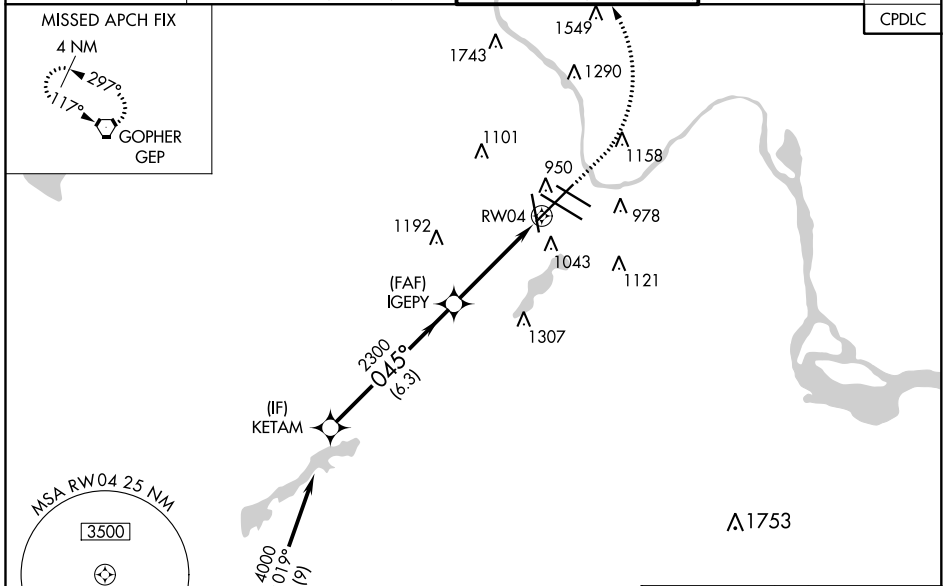 MISSED APCH FIX
4 NM
297°
117°
GOPHER
GEP
CPDLC
1549
1743
1290
1101
1158
950
RW04
978
1192
1043
1121
(FAF)
IGEPY
1307
2300
045°
(6.3)
(IF)
KETAM
MSA RW04 25 NM
3500
4000
019°
(9)
1753